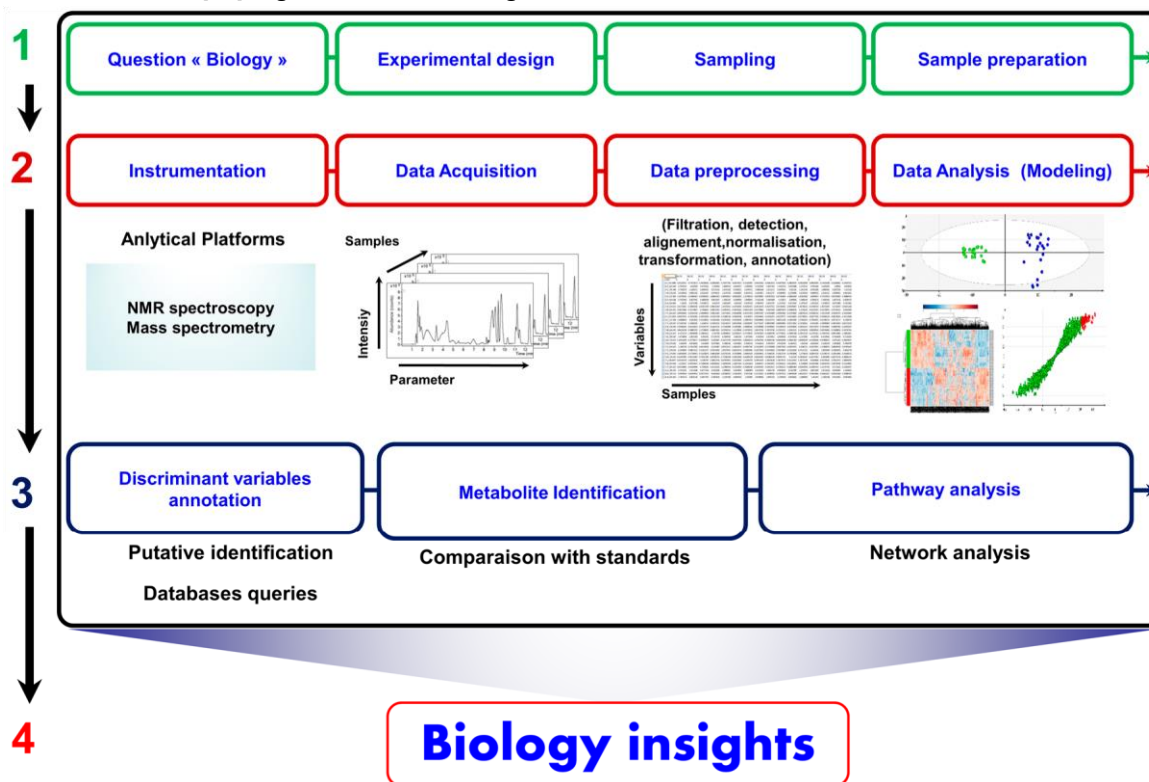 1
Question « Biology »
Experimental design
Sampling
Sample preparation
2
Instrumentation
Data Acquisition
Data preprocessing
Data Analysis (Modeling)
Anlytical Platforms
NMR spectroscopy
Mass spectrometry
Samples
Intensiy
Parameter
(Filtration, detection,
alignement,normalisation,
transformation, annotation)
Variables
Samples
3
Discriminant variables
annotation
Metabolite Identification
Pathway analysis
Putative identification
Databases queries
Comparaison with standards
Network analysis
4
Biology insights